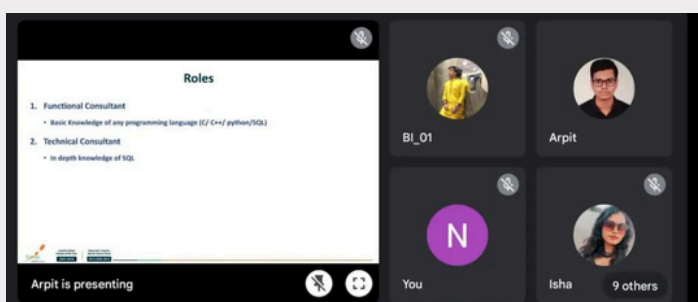 Roles
1. Functional Consultant
• Basic Knowledge of any programming language (C/ C++/ python/SQL)
2. Technical Consultant
• In depth knowledge of SQL
Arpit is presenting
BI_01
Arpit
N
You
Isha
9 others